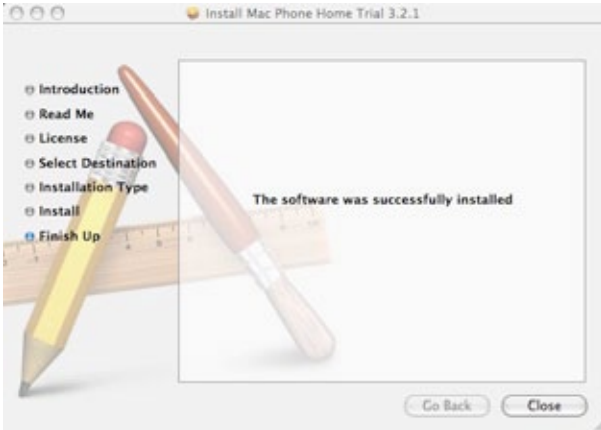 Install Mac Phone Home Trial 3.2.1
Introduction
Read Me
License
Select Destination
Installation Type
Install
Finish Up
The software was successfully installed
Go Back
Close